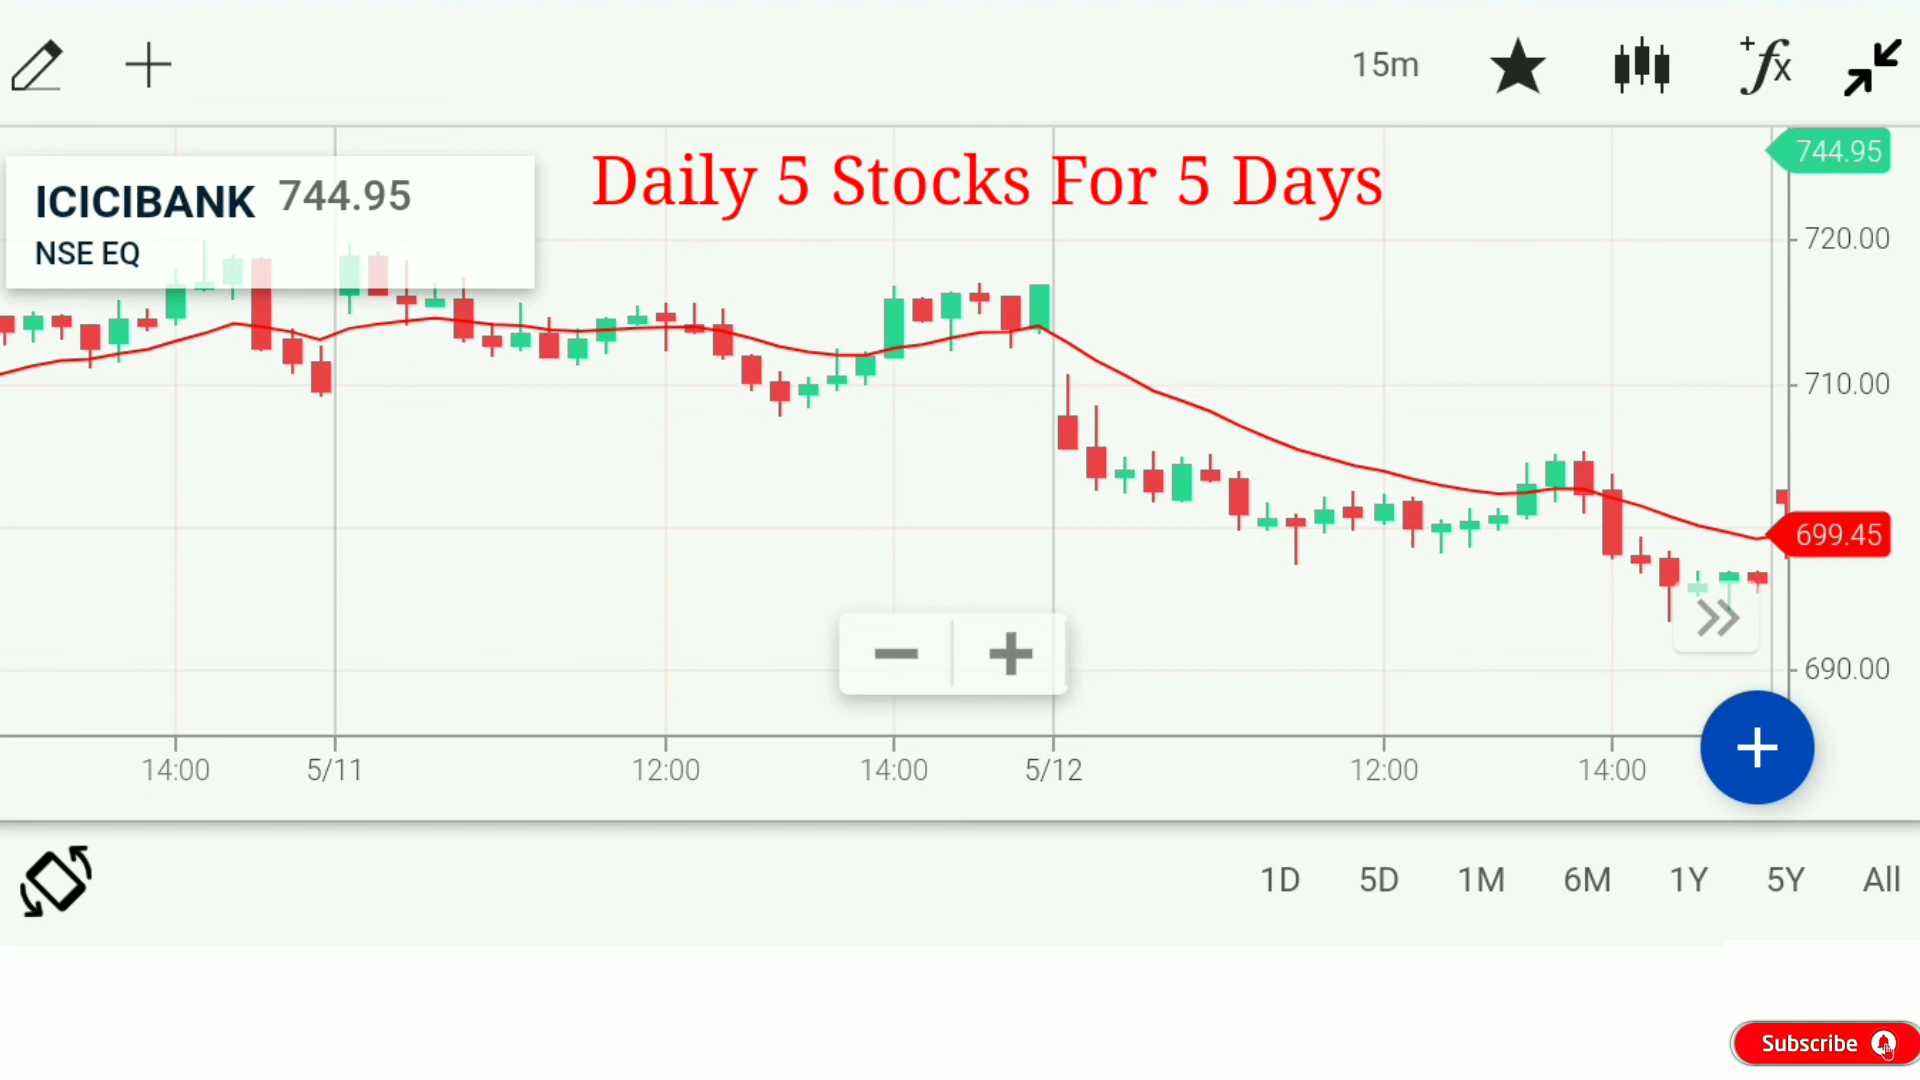 15m
+fx
ICICIBANK 744.95
NSE EQ
Daily 5 Stocks For 5 Days
744.95
720.00
710.00
699.45
690.00
14:00 5/11 12:00 14:00 5/12 12:00 14:00
1D 5D 1M 6M 1Y 5Y All
Subscribe